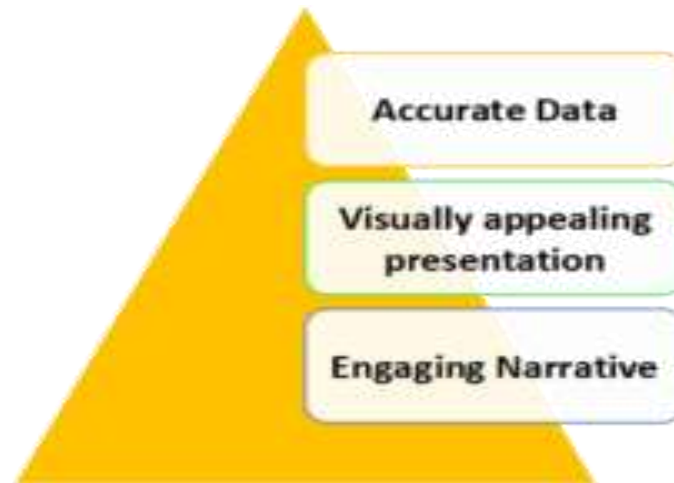 Accurate Data
Visually appealing
presentation
Engaging Narrative